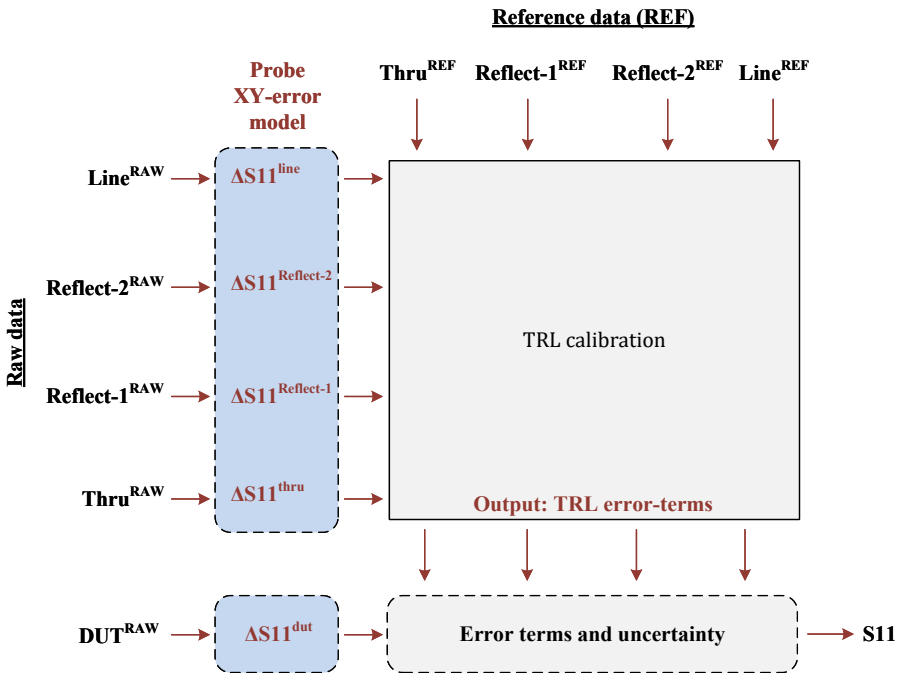 Reference data (REF)
Thru^REF Reflect-1^REF Reflect-2^REF Line^REF
Probe
XY-error
model
Raw data
Line^RAW ΔS11^line
Reflect-2^RAW ΔS11^Reflect-2
TRL calibration
Reflect-1^RAW ΔS11^Reflect-1
Thru^RAW ΔS11^thru
Output: TRL error-terms
DUT^RAW ΔS11^dut Error terms and uncertainty S11